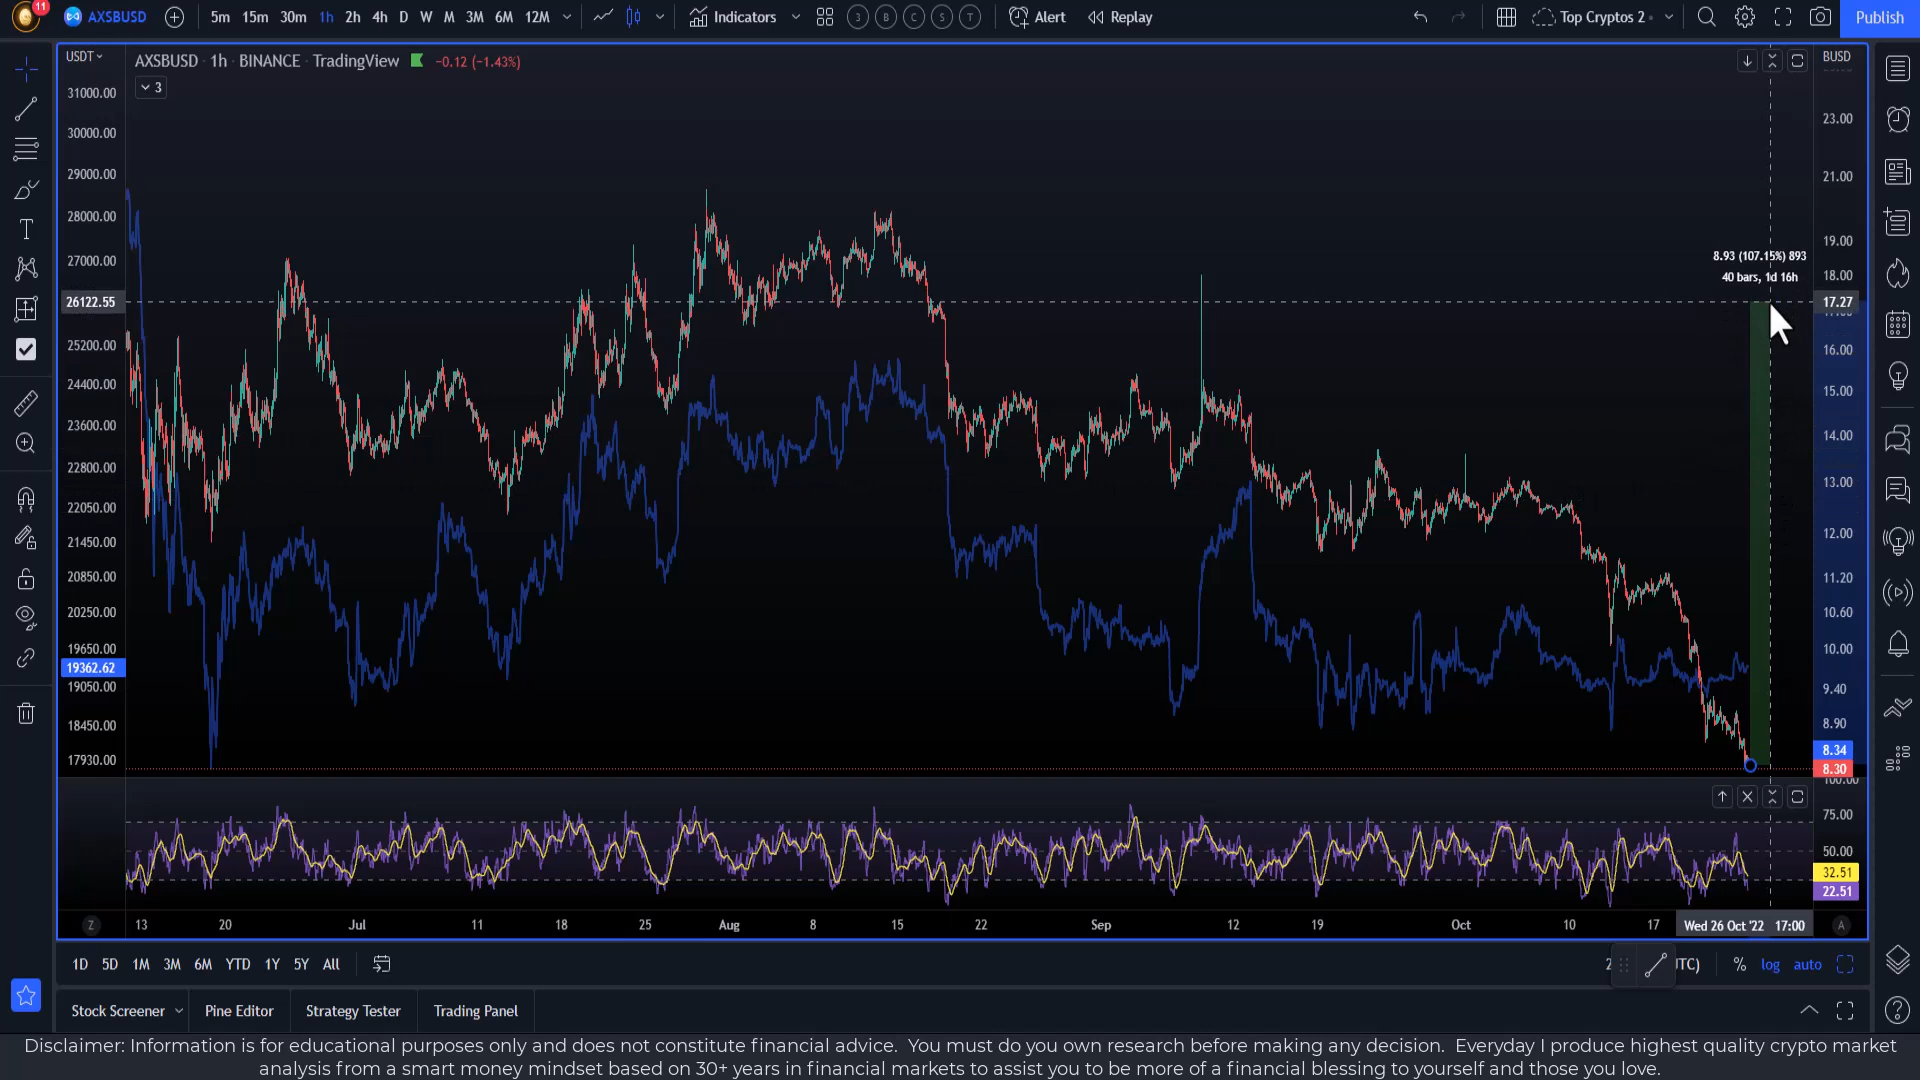 11
AXSBUSD
5m 15m 30m 1h 2h 4h D W M 3M 6M 12M
Indicators
3 B C S T
Alert
Replay
Top Cryptos 2
Publish
USDT
AXSBUSD · 1h · BINANCE · TradingView
−0.12 (−1.43%)
BUSD
3
31000.00
30000.00
29000.00
28000.00
27000.00
26122.55
25200.00
24400.00
23600.00
22800.00
22050.00
21450.00
20850.00
20250.00
19650.00
19362.62
19050.00
18450.00
17930.00
8.93 (107.15%) 893
40 bars, 1d 16h
23.00
21.00
19.00
18.00
17.27
16.00
15.00
14.00
13.00
12.00
11.20
10.60
10.00
9.40
8.90
8.34
8.30
100.00
75.00
50.00
32.51
22.51
Z
13 20 Jul 11 18 25 Aug 8 15 22 Sep 12 19 Oct 10 17 Wed 26 Oct '22 17:00
A
1D 5D 1M 3M 6M YTD 1Y 5Y All
2
TC)
% log auto
Stock Screener
Pine Editor
Strategy Tester
Trading Panel
Disclaimer: Information is for educational purposes only and does not constitute financial advice. You must do you own research before making any decision. Everyday I produce highest quality crypto market
analysis from a smart money mindset based on 30+ years in financial markets to assist you to be more of a financial blessing to yourself and those you love.